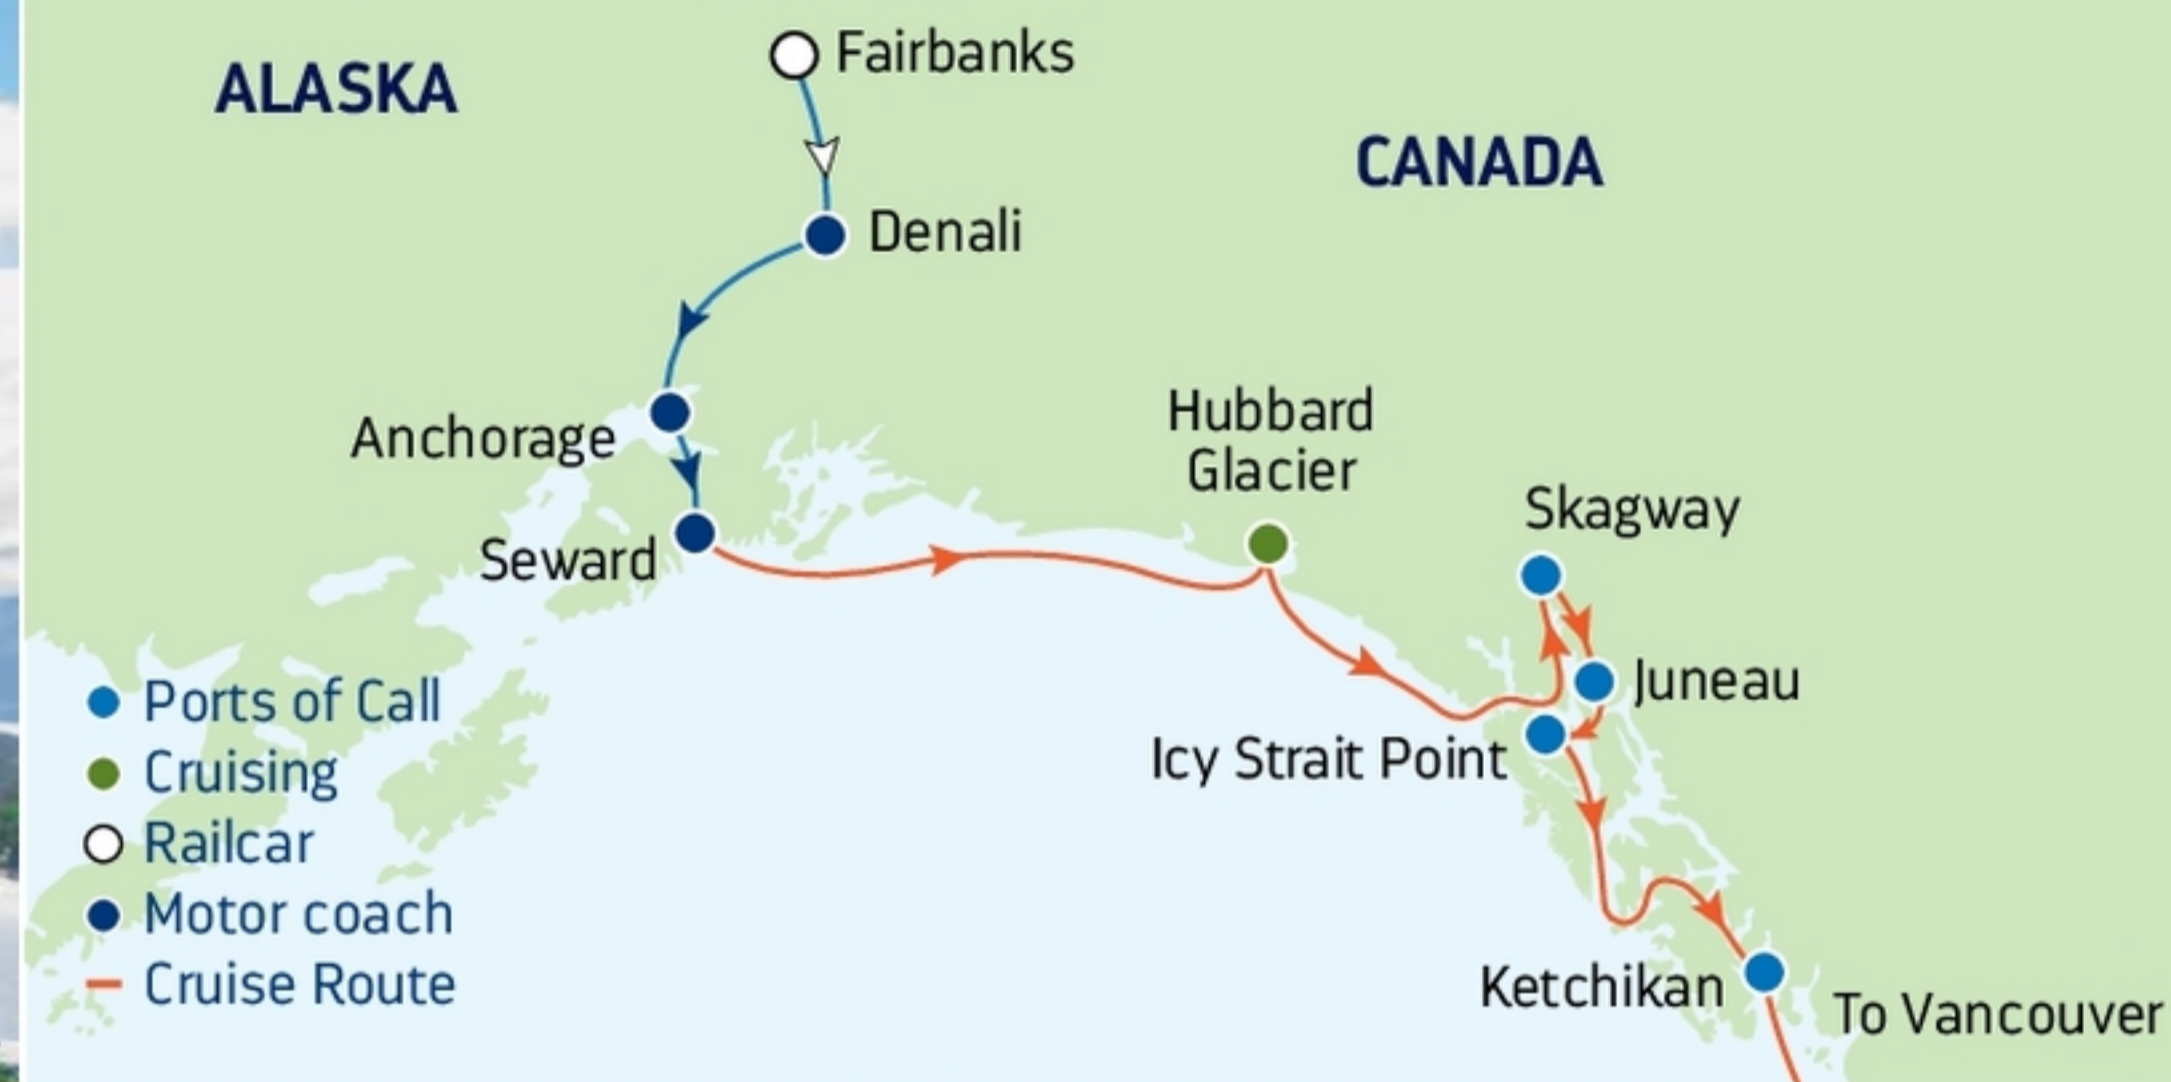 ALASKA
Fairbanks
CANADA
Denali
Anchorage
Hubbard
Glacier
Skagway
Seward
Juneau
Icy Strait Point
Ketchikan
To Vancouver
Ports of Call
Cruising
Railcar
Motor coach
Cruise Route